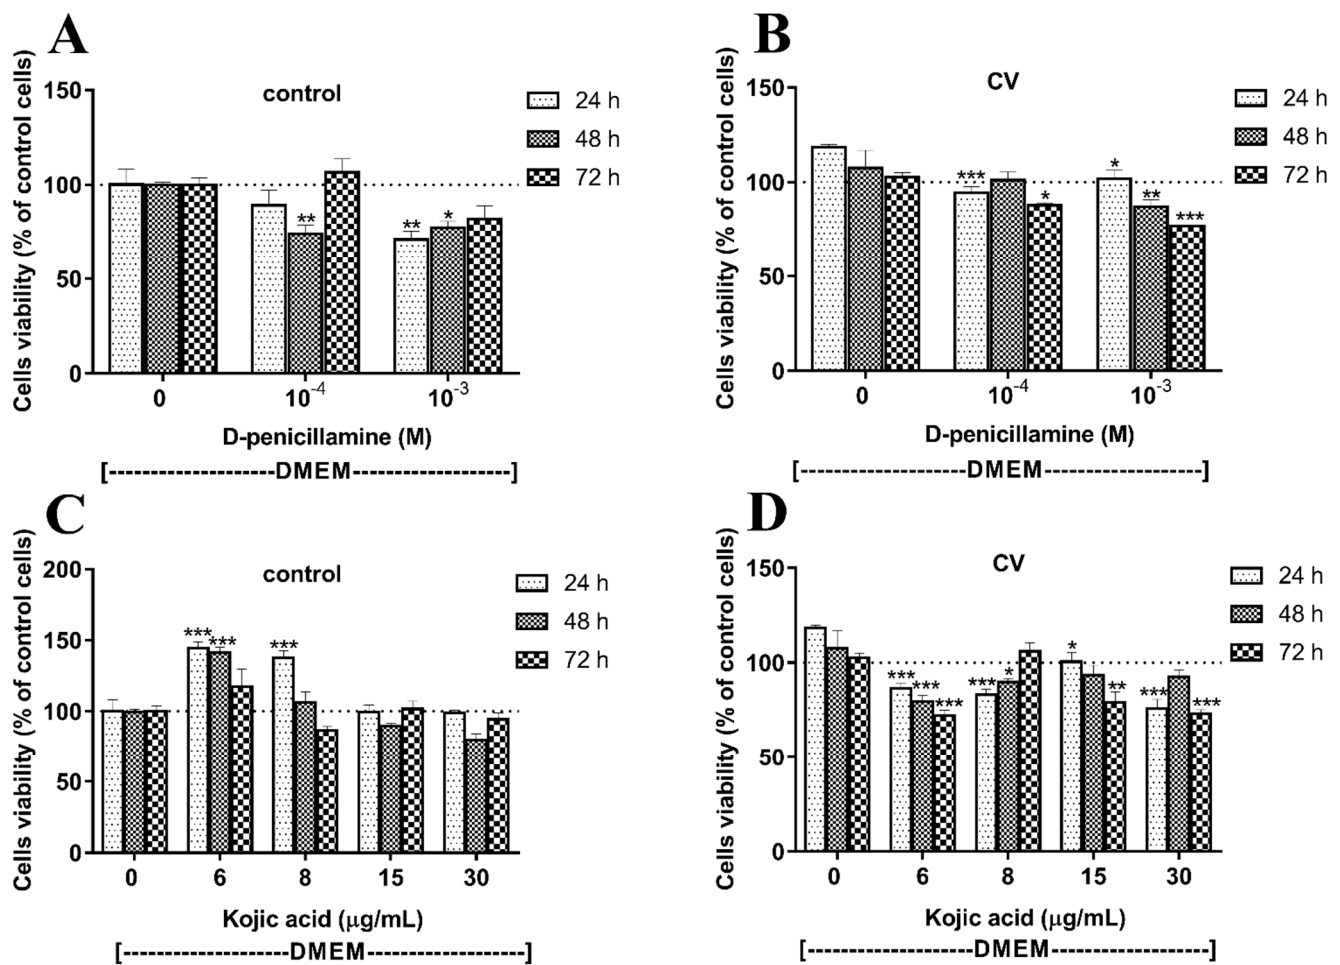 A
Cells viability (% of control cells)
control
150
100
50
0
** ** *
24 h
48 h
72 h
0 10-4 10-3
D-penicillamine (M)
[--------------------DMEM-------------------]
B
Cells viability (% of control cells)
CV
150
100
50
0
*** * * ** ***
24 h
48 h
72 h
0 10-4 10-3
D-penicillamine (M)
[--------------------DMEM-------------------]
C
Cells viability (% of control cells)
control
200
150
100
50
0
*** *** ***
24 h
48 h
72 h
0 6 8 15 30
Kojic acid (μg/mL)
[--------------------DMEM-------------------]
D
Cells viability (% of control cells)
CV
150
100
50
0
*** *** *** *** * * ** *** ***
24 h
48 h
72 h
0 6 8 15 30
Kojic acid (μg/mL)
[--------------------DMEM-------------------]